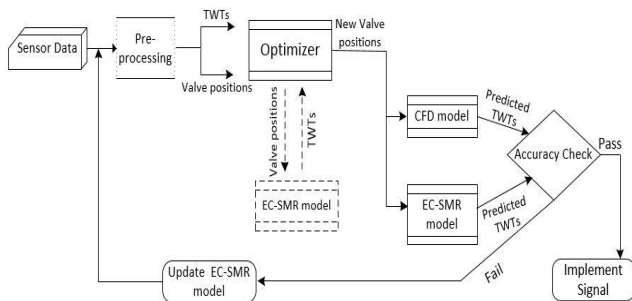 Sensor Data
Pre-
processing
TWTs
Valve positions
Optimizer
New Valve
positions
Valve positions
TWTs
EC-SMR model
CFD model
Predicted
TWTs
EC-SMR
model
Predicted
TWTs
Accuracy Check
Pass
Fail
Implement
Signal
Update EC-SMR
model